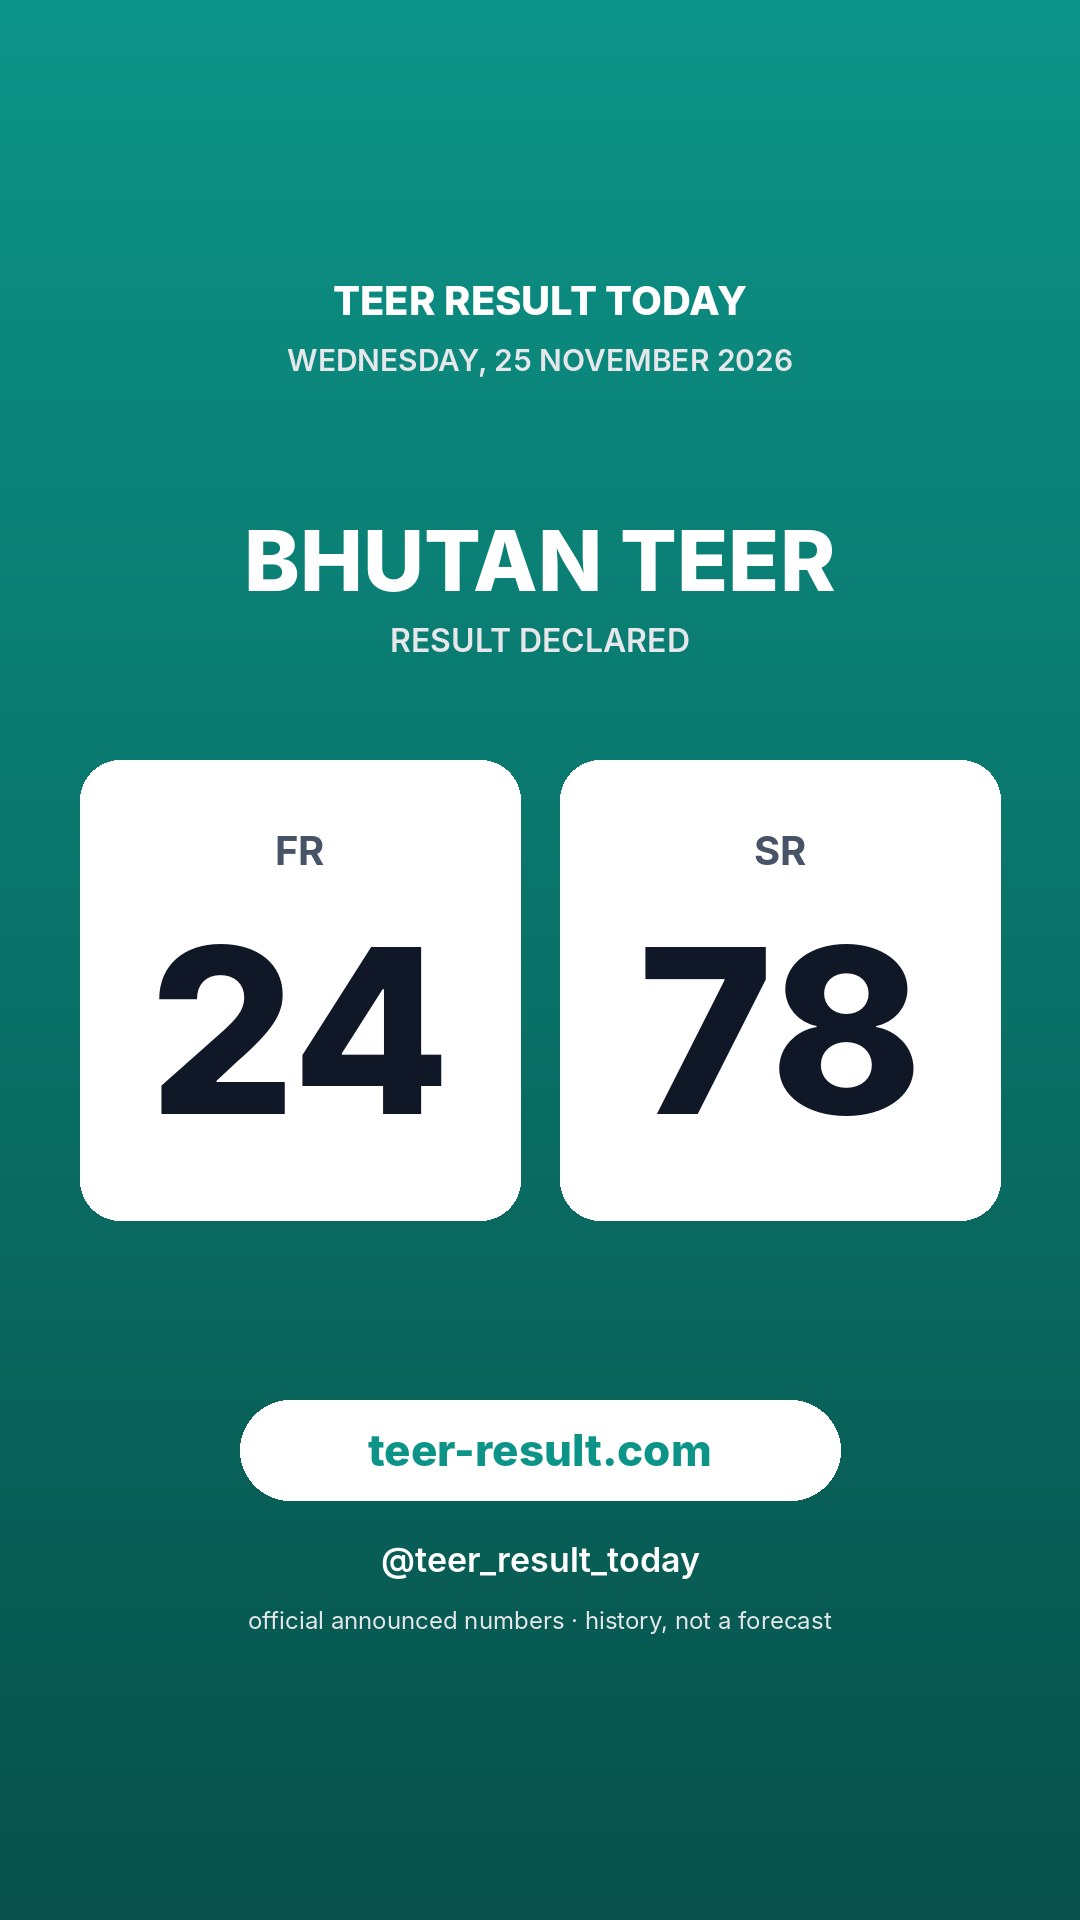 TEER RESULT TODAY
WEDNESDAY, 25 NOVEMBER 2026
BHUTAN TEER
RESULT DECLARED
FR
24
SR
78
teer-result.com
@teer_result_today
official announced numbers · history, not a forecast